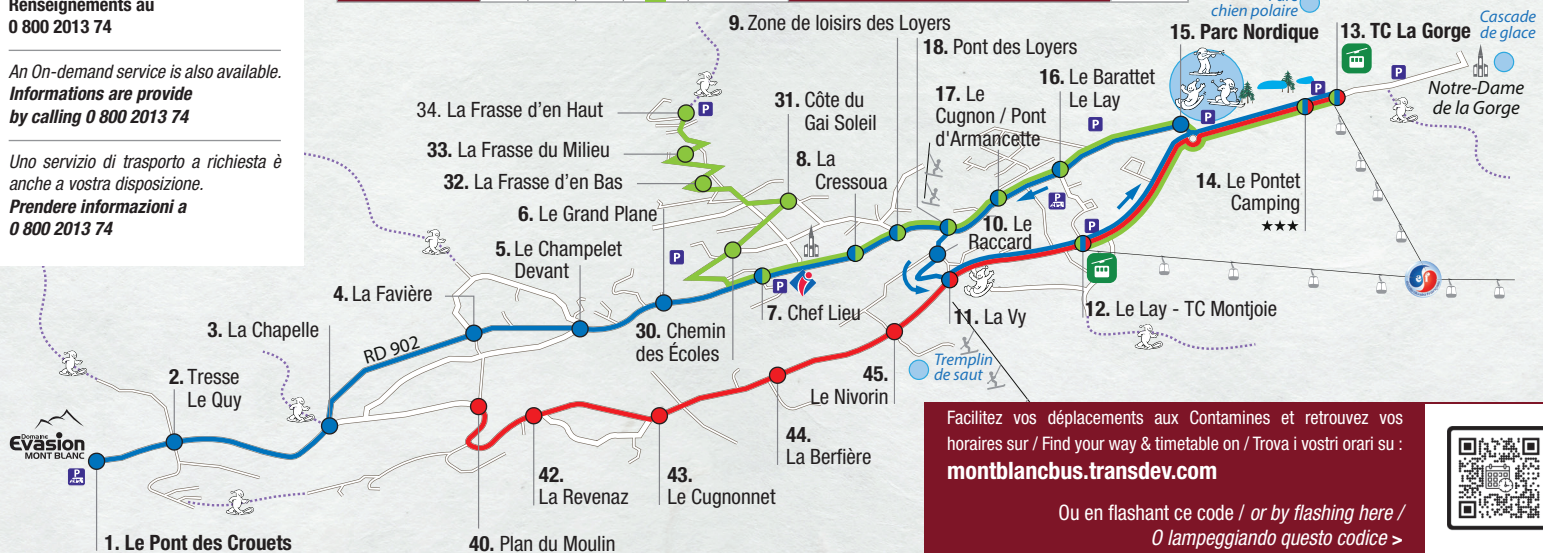 Renseignements au
0 800 2013 74
An On-demand service is also available.
Informations are provide
by calling 0 800 2013 74
Uno servizio di trasporto a richiesta è
anche a vostra disposizione.
Prendere informazioni a
0 800 2013 74
chien polaire
9. Zone de loisirs des Loyers
18. Pont des Loyers
15. Parc Nordique
13. TC La Gorge
Cascade
de glace
Notre-Dame
de la Gorge
16. Le Barattet
Le Lay
17. Le
Cugnon / Pont
d'Armancette
31. Côte du
Gai Soleil
34. La Frasse d'en Haut
33. La Frasse du Milieu
32. La Frasse d'en Bas
8. La
Cressoua
6. Le Grand Plane
5. Le Champelet
Devant
4. La Favière
3. La Chapelle
RD 902
2. Tresse
Le Quy
Domaine
Evasion
MONT BLANC
1. Le Pont des Crouets
10. Le
Raccard
14. Le Pontet
Camping
★★★
12. Le Lay - TC Montjoie
11. La Vy
7. Chef Lieu
30. Chemin
des Écoles
Tremplin
de saut
45.
Le Nivorin
44.
La Berfière
43.
Le Cugnonnet
42.
La Revenaz
40. Plan du Moulin
P
P
P
P
P
P
P
P
P
P
P
Facilitez vos déplacements aux Contamines et retrouvez vos
horaires sur / Find your way & timetable on / Trova i vostri orari su :
montblancbus.transdev.com
Ou en flashant ce code / or by flashing here /
O lampeggiando questo codice >